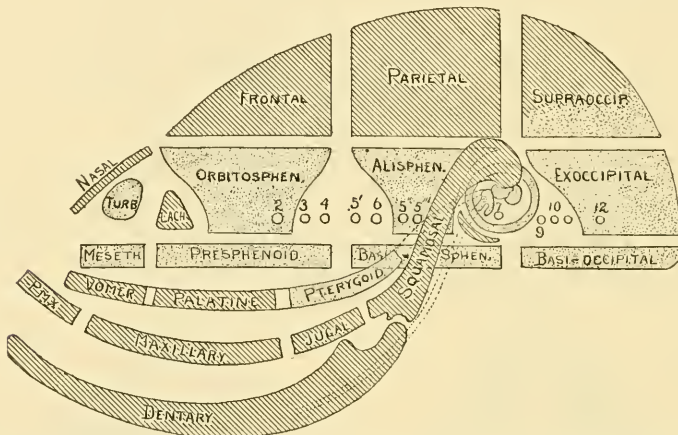 FRONTAL
PARIETAL
SUPRAOCCIP.
NASAL
TURB
LACH.
ORBITOSPHEN.
ALISPHEN.
EXOCCIPITAL
2 3 4 5' 6 5" 5"' 7 9 10 12
MESETH
PRESPHENOID
BASI SPHEN.
BASI-OCCIPITAL
VOMER
PALATINE
PTERYGOID
SQUAMOSAL
PMX.
MAXILLARY
JUGAL
DENTARY